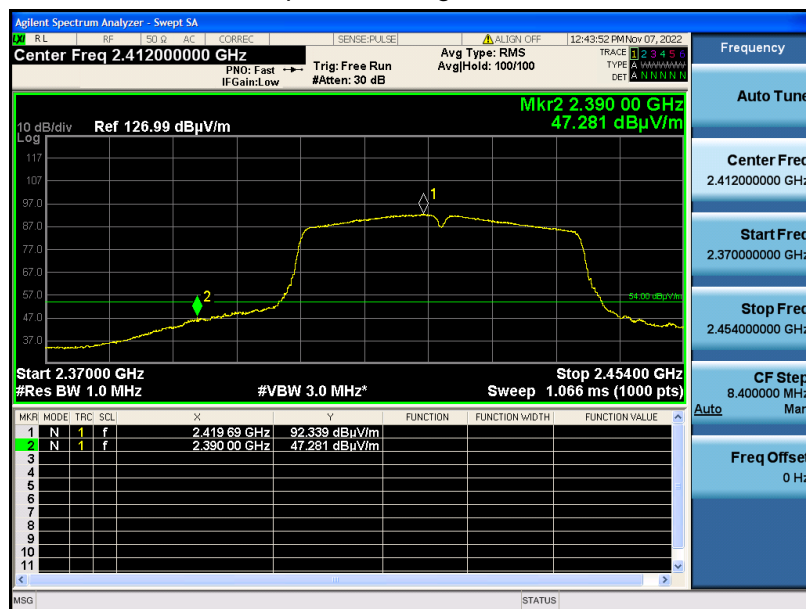 Agilent Spectrum Analyzer - Swept SA
LXI RL RF 50 Ω AC CORREC SENSE:PULSE ALIGN OFF 12:43:52 PM Nov 07, 2022
Center Freq 2.412000000 GHz
PNO: Fast
IFGain:Low
Trig: Free Run
#Atten: 30 dB
Avg Type: RMS
Avg|Hold: 100/100
TRACE 1 2 3 4 5 6
TYPE A WWWWW
DET A N N N N N
Mkr2 2.390 00 GHz
47.281 dBµV/m
10 dB/div Ref 126.99 dBµV/m
Log
117
107
97.0
87.0
77.0
67.0
57.0
47.0
37.0
1
2
54.00 dBµV/m
Start 2.37000 GHz Stop 2.45400 GHz
#Res BW 1.0 MHz #VBW 3.0 MHz* Sweep 1.066 ms (1000 pts)
MKR MODE TRC SCL X Y FUNCTION FUNCTION WIDTH FUNCTION VALUE
1 N 1 f 2.419 69 GHz 92.339 dBµV/m
2 N 1 f 2.390 00 GHz 47.281 dBµV/m
3
4
5
6
7
8
9
10
11
MSG STATUS
Frequency
Auto Tune
Center Freq
2.412000000 GHz
Start Freq
2.370000000 GHz
Stop Freq
2.454000000 GHz
CF Step
8.400000 MHz
Auto Man
Freq Offset
0 Hz